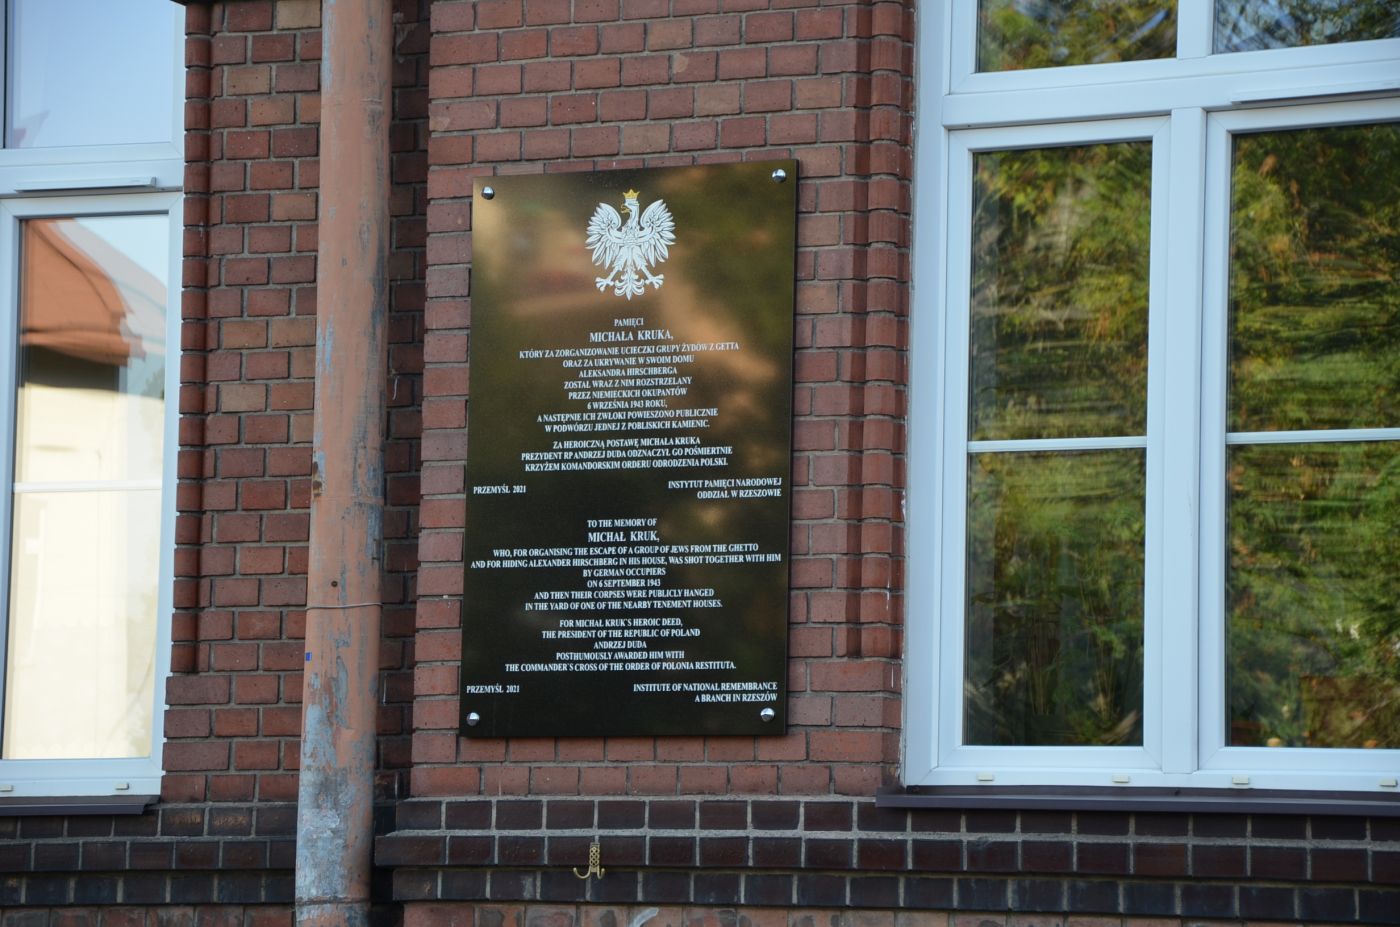 PAMIĘCI
MICHAŁA KRUKA,
KTÓRY ZA ZORGANIZOWANIE UCIECZKI GRUPY ŻYDÓW Z GETTA
ORAZ ZA UKRYWANIE W SWOIM DOMU
ALEKSANDRA HIRSCHBERGA
ZOSTAŁ WRAZ Z NIM ROZSTRZELANY
PRZEZ NIEMIECKICH OKUPANTÓW
6 WRZEŚNIA 1943 ROKU,
A NASTĘPNIE ICH ZWŁOKI POWIESZONO PUBLICZNIE
W PODWÓRZU JEDNEJ Z POBLISKICH KAMIENIC.
ZA HEROICZNĄ POSTAWĘ MICHAŁA KRUKA
PREZYDENT RP ANDRZEJ DUDA ODZNACZYŁ GO POŚMIERTNIE
KRZYŻEM KOMANDORSKIM ORDERU ODRODZENIA POLSKI.
PRZEMYŚL 2021
INSTYTUT PAMIĘCI NARODOWEJ
ODDZIAŁ W RZESZOWIE
TO THE MEMORY OF
MICHAŁ KRUK,
WHO, FOR ORGANISING THE ESCAPE OF A GROUP OF JEWS FROM THE GHETTO
AND FOR HIDING ALEXANDER HIRSCHBERG IN HIS HOUSE, WAS SHOT TOGETHER WITH HIM
BY GERMAN OCCUPIERS
ON 6 SEPTEMBER 1943
AND THEN THEIR CORPSES WERE PUBLICLY HANGED
IN THE YARD OF ONE OF THE NEARBY TENEMENT HOUSES.
FOR MICHAŁ KRUK'S HEROIC DEED,
THE PRESIDENT OF THE REPUBLIC OF POLAND
ANDRZEJ DUDA
POSTHUMOUSLY AWARDED HIM WITH
THE COMMANDER'S CROSS OF THE ORDER OF POLONIA RESTITUTA.
PRZEMYŚL 2021
INSTITUTE OF NATIONAL REMEMBRANCE
A BRANCH IN RZESZÓW